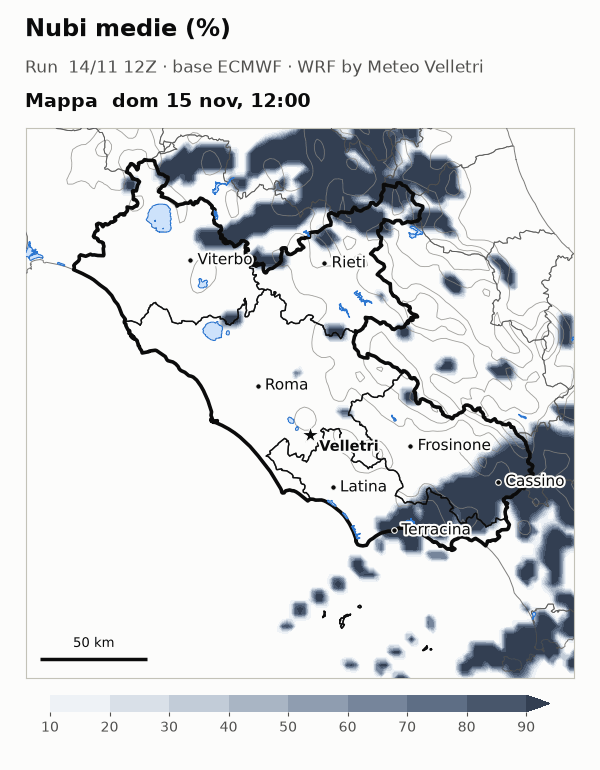 Nubi medie (%)
Run 14/11 12Z · base ECMWF · WRF by Meteo Velletri
Mappa dom 15 nov, 12:00
Viterbo
Rieti
Roma
Velletri
Frosinone
Cassino
Latina
Terracina
50 km
10 20 30 40 50 60 70 80 90